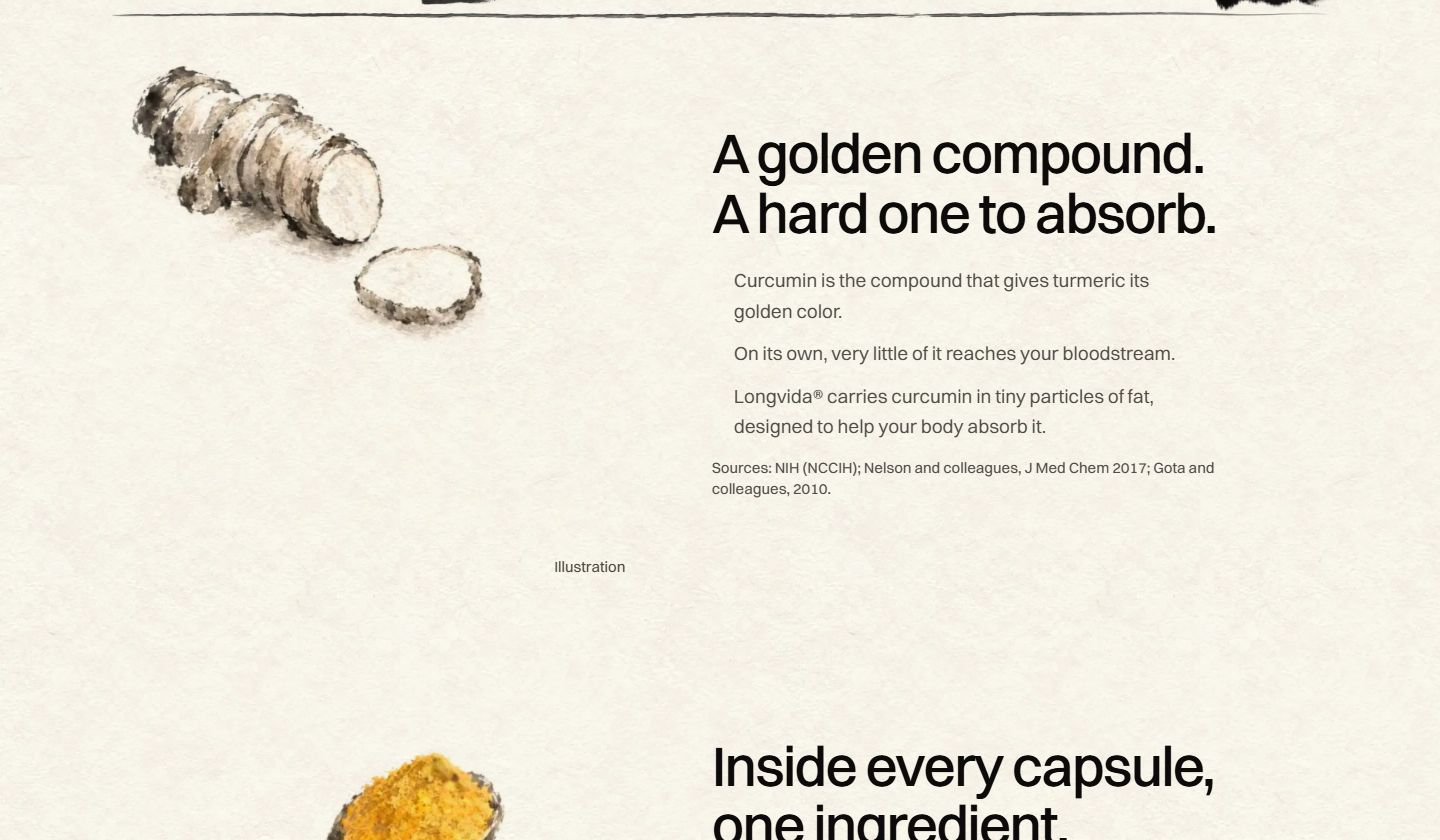 A golden compound.
A hard one to absorb.
Curcumin is the compound that gives turmeric its
golden color.
On its own, very little of it reaches your bloodstream.
Longvida® carries curcumin in tiny particles of fat,
designed to help your body absorb it.
Sources: NIH (NCCIH); Nelson and colleagues, J Med Chem 2017; Gota and
colleagues, 2010.
Illustration
Inside every capsule,
one ingredient.